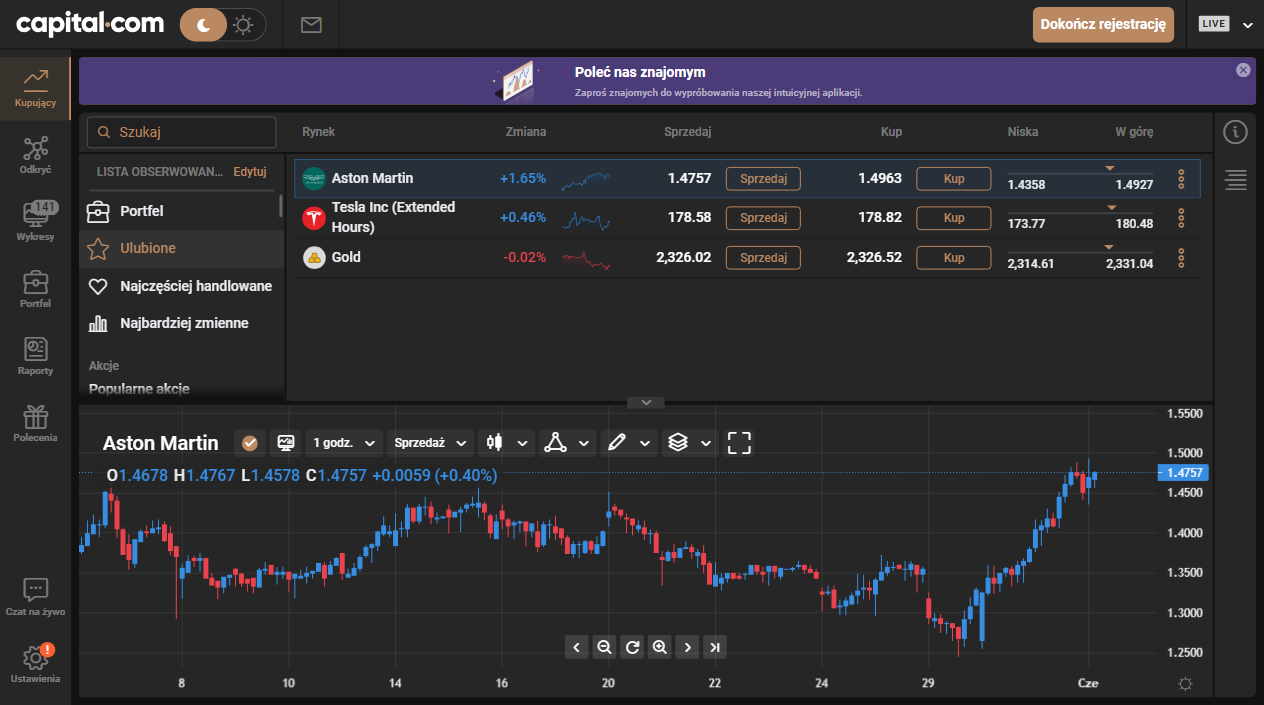 capital.com
Dokończ rejestrację
LIVE
Poleć nas znajomym
Zaproś znajomych do wypróbowania naszej intuicyjnej aplikacji.
Kupujący
Odkryć
141
Wykresy
Portfel
Raporty
Polecenia
Czat na żywo
!
Ustawienia
Szukaj
LISTA OBSERWOWAN... Edytuj
Portfel
Ulubione
Najczęściej handlowane
Najbardziej zmienne
Akcje
Popularne akcje
Rynek Zmiana Sprzedaj Kup Niska W górę
Aston Martin +1.65% 1.4757 Sprzedaj 1.4963 Kup 1.4358 1.4927
Tesla Inc (Extended
Hours) +0.46% 178.58 Sprzedaj 178.82 Kup 173.77 180.48
Gold -0.02% 2,326.02 Sprzedaj 2,326.52 Kup 2,314.61 2,331.04
Aston Martin 1 godz. Sprzedaż
O1.4678 H1.4767 L1.4578 C1.4757 +0.0059 (+0.40%)
1.5500
1.5000
1.4757
1.4500
1.4000
1.3500
1.3000
1.2500
8 10 14 16 20 22 24 29 Cze